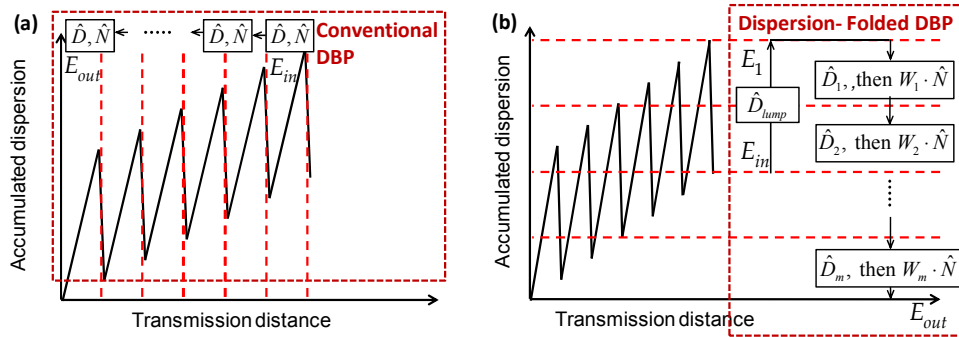 (a)
D̂, N̂
......
D̂, N̂
D̂, N̂
Conventional
DBP
E_out
E_in
Accumulated dispersion
Transmission distance
(b)
Dispersion- Folded DBP
E_1
D̂_1, ,then W_1 · N̂
D̂_lump
D̂_2, then W_2 · N̂
E_in
......
D̂_m, then W_m · N̂
E_out
Accumulated dispersion
Transmission distance